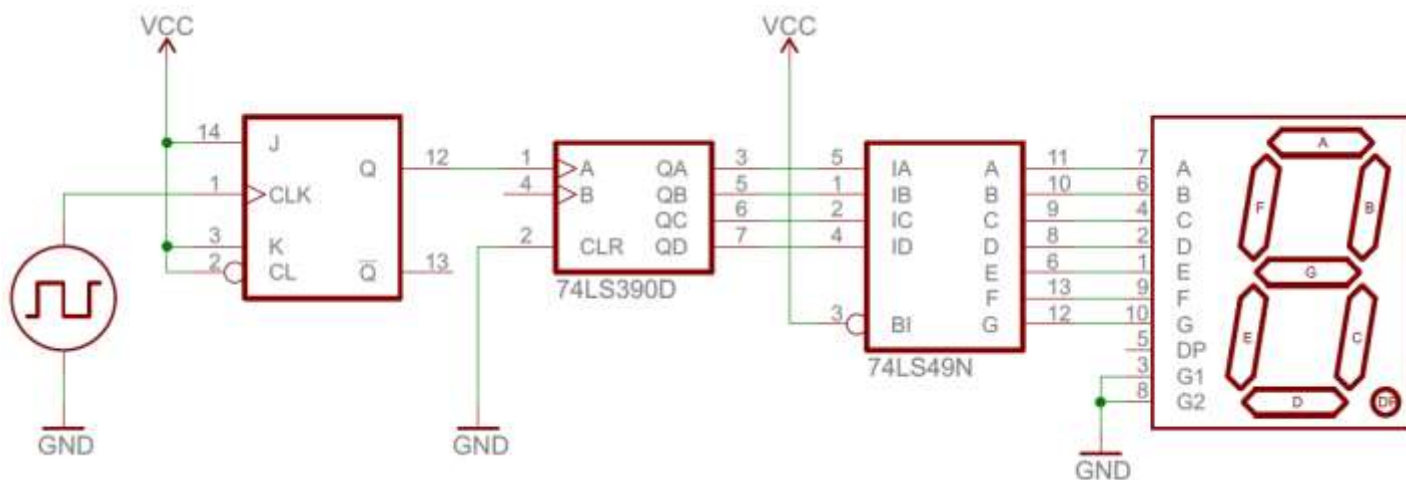 VCC
VCC
14 J
Q 12
1 CLK
3 K
2 CL
Q 13
GND
1 A QA 3
4 B QB 5
QC 6
2 CLR QD 7
74LS390D
GND
5 IA A 11
1 IB B 10
2 IC C 9
4 ID D 8
E 6
F 13
3 BI G 12
74LS49N
7 A
6 B
4 C
2 D
1 E
9 F
10 G
5 DP
3 G1
8 G2
GND
A
F B
G
E C
D DP